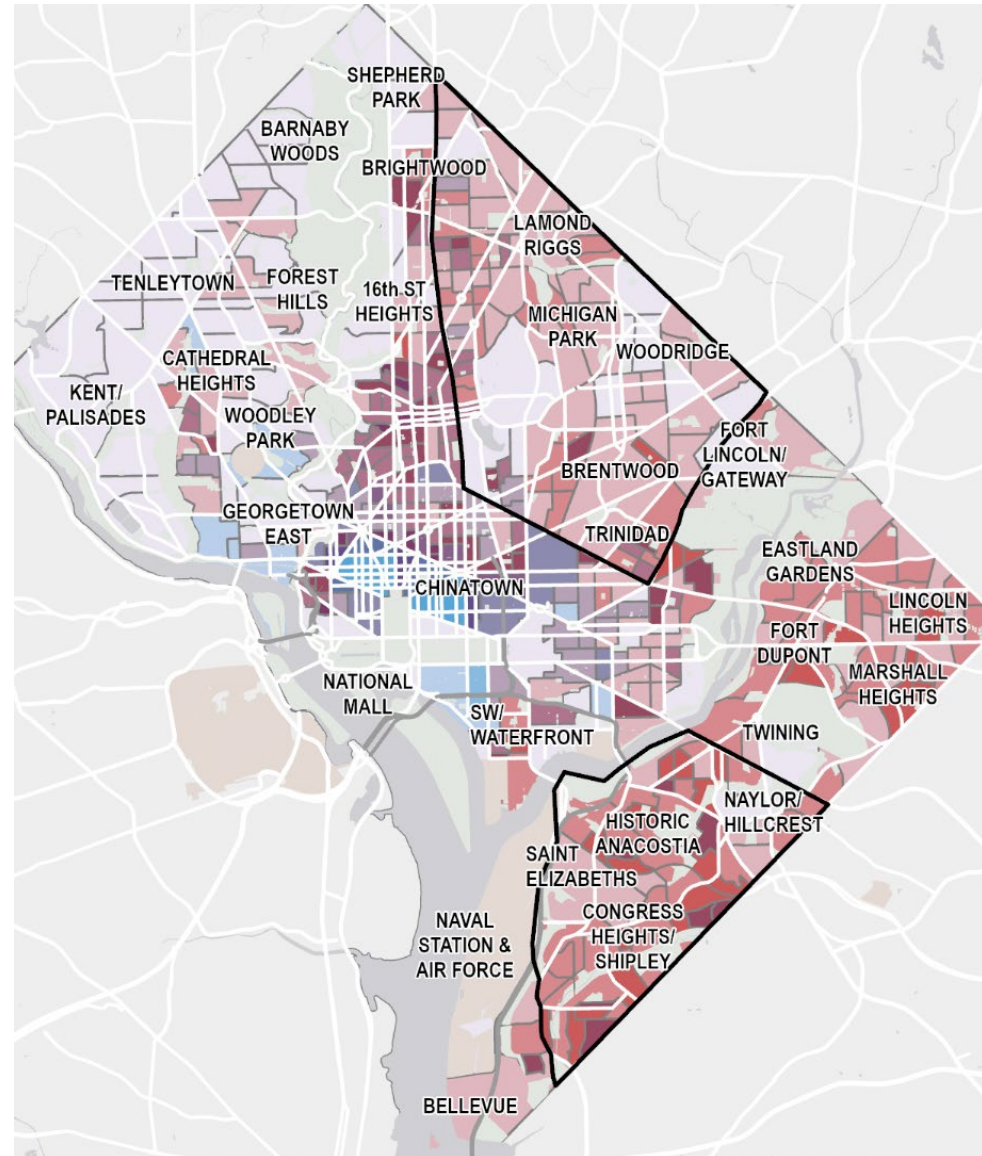 SHEPHERD
PARK
BARNABY
WOODS
BRIGHTWOOD
LAMOND
RIGGS
TENLEYTOWN
FOREST
HILLS
16th ST
HEIGHTS
MICHIGAN
PARK
WOODRIDGE
CATHEDRAL
HEIGHTS
KENT/
PALISADES
WOODLEY
PARK
FORT
LINCOLN/
GATEWAY
BRENTWOOD
GEORGETOWN
EAST
TRINIDAD
EASTLAND
GARDENS
CHINATOWN
LINCOLN
HEIGHTS
FORT
DUPONT
MARSHALL
HEIGHTS
NATIONAL
MALL
SW/
WATERFRONT
TWINING
NAYLOR/
HILLCREST
HISTORIC
ANACOSTIA
SAINT
ELIZABETHS
CONGRESS
HEIGHTS/
SHIPLEY
NAVAL
STATION &
AIR FORCE
BELLEVUE